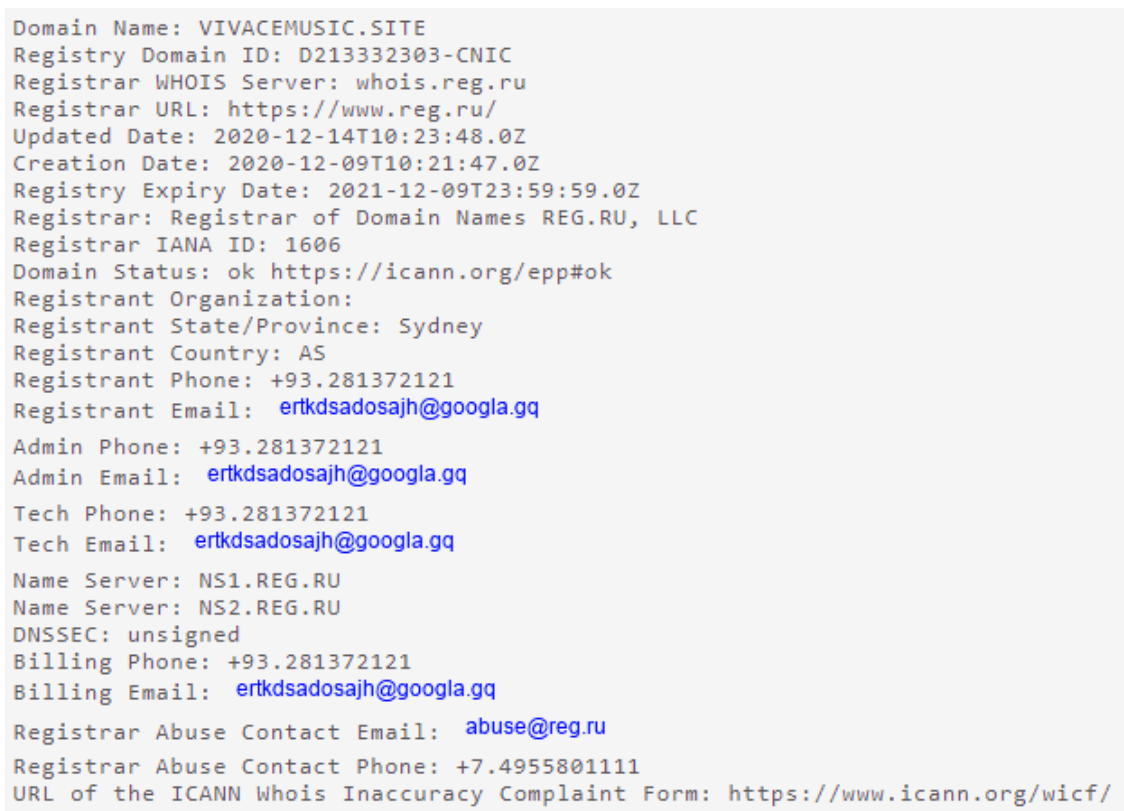 Domain Name: VIVACEMUSIC.SITE
Registry Domain ID: D213332303-CNIC
Registrar WHOIS Server: whois.reg.ru
Registrar URL: https://www.reg.ru/
Updated Date: 2020-12-14T10:23:48.0Z
Creation Date: 2020-12-09T10:21:47.0Z
Registry Expiry Date: 2021-12-09T23:59:59.0Z
Registrar: Registrar of Domain Names REG.RU, LLC
Registrar IANA ID: 1606
Domain Status: ok https://icann.org/epp#ok
Registrant Organization:
Registrant State/Province: Sydney
Registrant Country: AS
Registrant Phone: +93.281372121
Registrant Email: ertkdsadosajh@googla.gq
Admin Phone: +93.281372121
Admin Email: ertkdsadosajh@googla.gq
Tech Phone: +93.281372121
Tech Email: ertkdsadosajh@googla.gq
Name Server: NS1.REG.RU
Name Server: NS2.REG.RU
DNSSEC: unsigned
Billing Phone: +93.281372121
Billing Email: ertkdsadosajh@googla.gq
Registrar Abuse Contact Email: abuse@reg.ru
Registrar Abuse Contact Phone: +7.4955801111
URL of the ICANN Whois Inaccuracy Complaint Form: https://www.icann.org/wicf/